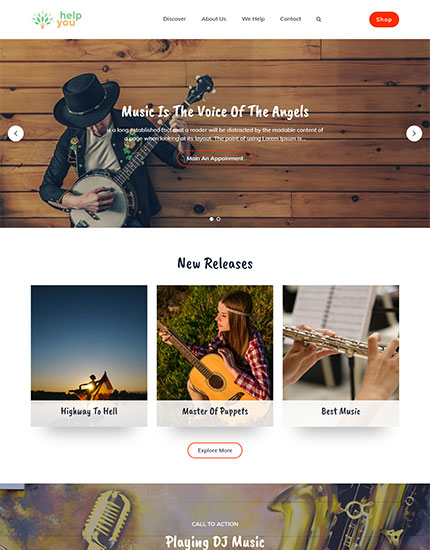 help
you
Discover About Us We Help Contact
Shop
Music Is The Voice Of The Angels
is a long established fact that a reader will be distracted by the readable content of
a page when looking at its layout. The point of using Lorem Ipsum is...
Main An Appoinment
New Releases
Highway To Hell
Master Of Puppets
Best Music
Explore More
CALL TO ACTION
Playing DJ Music